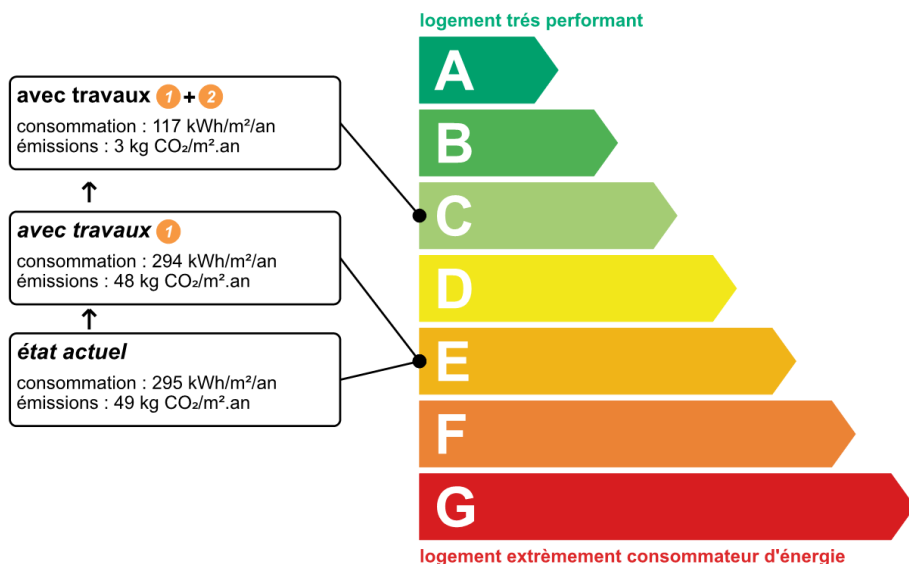 logement trés performant
A
avec travaux 1 + 2
consommation : 117 kWh/m²/an
émissions : 3 kg CO₂/m².an
B
C
avec travaux 1
consommation : 294 kWh/m²/an
émissions : 48 kg CO₂/m².an
D
état actuel
consommation : 295 kWh/m²/an
émissions : 49 kg CO₂/m².an
E
F
G
logement extrèmement consommateur d'énergie